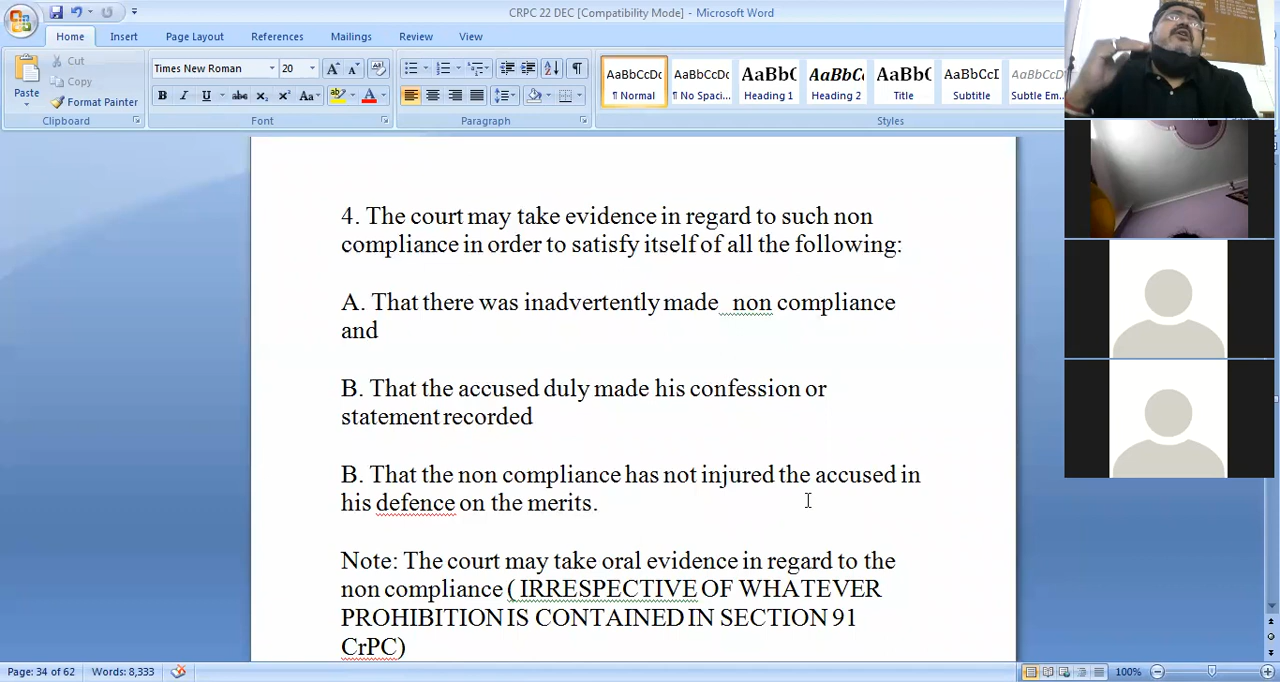 CRPC 22 DEC [Compatibility Mode] - Microsoft Word
Home Insert Page Layout References Mailings Review View
Paste
Cut
Copy
Format Painter
Clipboard
Times New Roman 20
Font
Paragraph
AaBbCcDc AaBbCcDc AaBb( AaBbCc AaBb( AaBbCcI AaBbCcD
¶ Normal ¶ No Spaci... Heading 1 Heading 2 Title Subtitle Subtle Em...
Styles
4. The court may take evidence in regard to such non
compliance in order to satisfy itself of all the following:
A. That there was inadvertently made non compliance
and
B. That the accused duly made his confession or
statement recorded
B. That the non compliance has not injured the accused in
his defence on the merits.
Note: The court may take oral evidence in regard to the
non compliance ( IRRESPECTIVE OF WHATEVER
PROHIBITION IS CONTAINED IN SECTION 91
CrPC)
Page: 34 of 62 Words: 8,333 100%